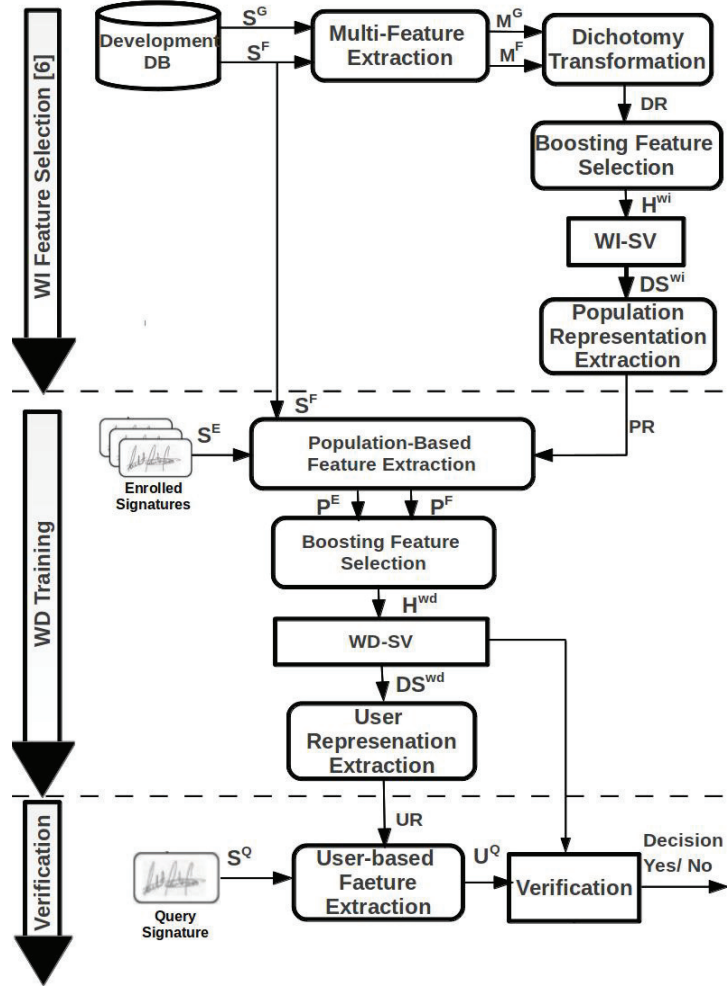 WI Feature Selection [6]
Development
DB
S^G
S^F
Multi-Feature
Extraction
M^G
M^F
Dichotomy
Transformation
DR
Boosting Feature
Selection
H^wi
WI-SV
DS^wi
Population
Representation
Extraction
PR
WD Training
S^F
S^E
Enrolled
Signatures
Population-Based
Feature Extraction
P^E
P^F
Boosting Feature
Selection
H^wd
WD-SV
DS^wd
User
Represenation
Extraction
UR
Verification
S^Q
Query
Signature
User-based
Faeture
Extraction
U^Q
Verification
Decision
Yes/ No